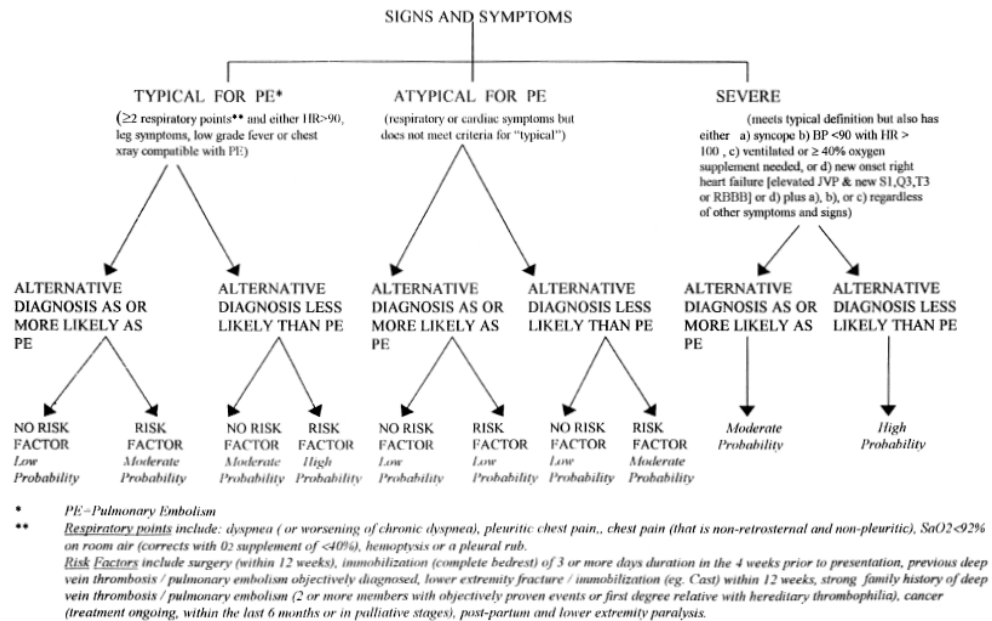 SIGNS AND SYMPTOMS
TYPICAL FOR PE*
(≥2 respiratory points** and either HR>90,
leg symptoms, low grade fever or chest
xray compatible with PE)
ATYPICAL FOR PE
(respiratory or cardiac symptoms but
does not meet criteria for "typical")
SEVERE
(meets typical definition but also has
either a) syncope b) BP <90 with HR >
100 , c) ventilated or ≥ 40% oxygen
supplement needed, or d) new onset right
heart failure [elevated JVP & new S1,Q3,T3
or RBBB] or d) plus a), b), or c) regardless
of other symptoms and signs)
ALTERNATIVE
DIAGNOSIS AS OR
MORE LIKELY AS
PE
ALTERNATIVE
DIAGNOSIS LESS
LIKELY THAN PE
ALTERNATIVE
DIAGNOSIS AS OR
MORE LIKELY AS
PE
ALTERNATIVE
DIAGNOSIS LESS
LIKELY THAN PE
ALTERNATIVE
DIAGNOSIS AS OR
MORE LIKELY AS
PE
ALTERNATIVE
DIAGNOSIS LESS
LIKELY THAN PE
NO RISK
FACTOR
Low
Probability
RISK
FACTOR
Moderate
Probability
NO RISK
FACTOR
Moderate
Probability
RISK
FACTOR
High
Probability
NO RISK
FACTOR
Low
Probability
RISK
FACTOR
Low
Probability
NO RISK
FACTOR
Low
Probability
RISK
FACTOR
Moderate
Probability
Moderate
Probability
High
Probability
* PE=Pulmonary Embolism
** Respiratory points include: dyspnea ( or worsening of chronic dyspnea), pleuritic chest pain,, chest pain (that is non-retrosternal and non-pleuritic), SaO2<92%
on room air (corrects with 02 supplement of <40%), hemoptysis or a pleural rub.
Risk Factors include surgery (within 12 weeks), immobilization (complete bedrest) of 3 or more days duration in the 4 weeks prior to presentation, previous deep
vein thrombosis / pulmonary embolism objectively diagnosed, lower extremity fracture / immobilization (eg. Cast) within 12 weeks, strong family history of deep
vein thrombosis / pulmonary embolism (2 or more members with objectively proven events or first degree relative with hereditary thrombophilia), cancer
(treatment ongoing, within the last 6 months or in palliative stages), post-partum and lower extremity paralysis.